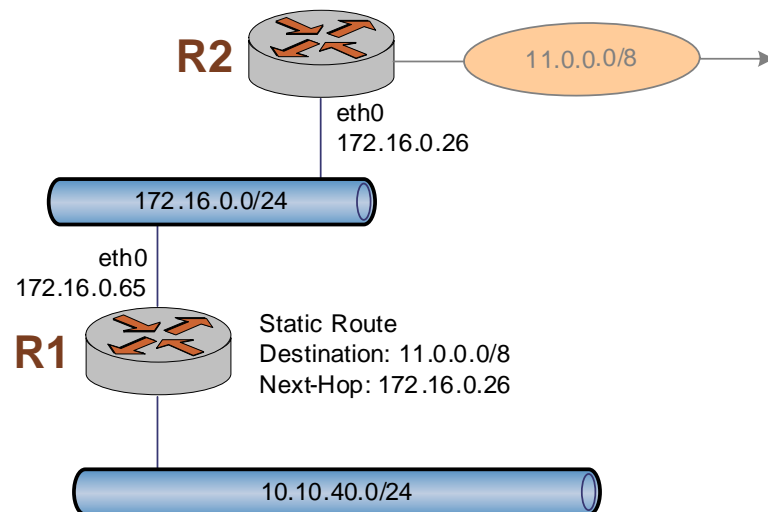 R2
11.0.0.0/8
eth0
172.16.0.26
172.16.0.0/24
eth0
172.16.0.65
R1
Static Route
Destination: 11.0.0.0/8
Next-Hop: 172.16.0.26
10.10.40.0/24